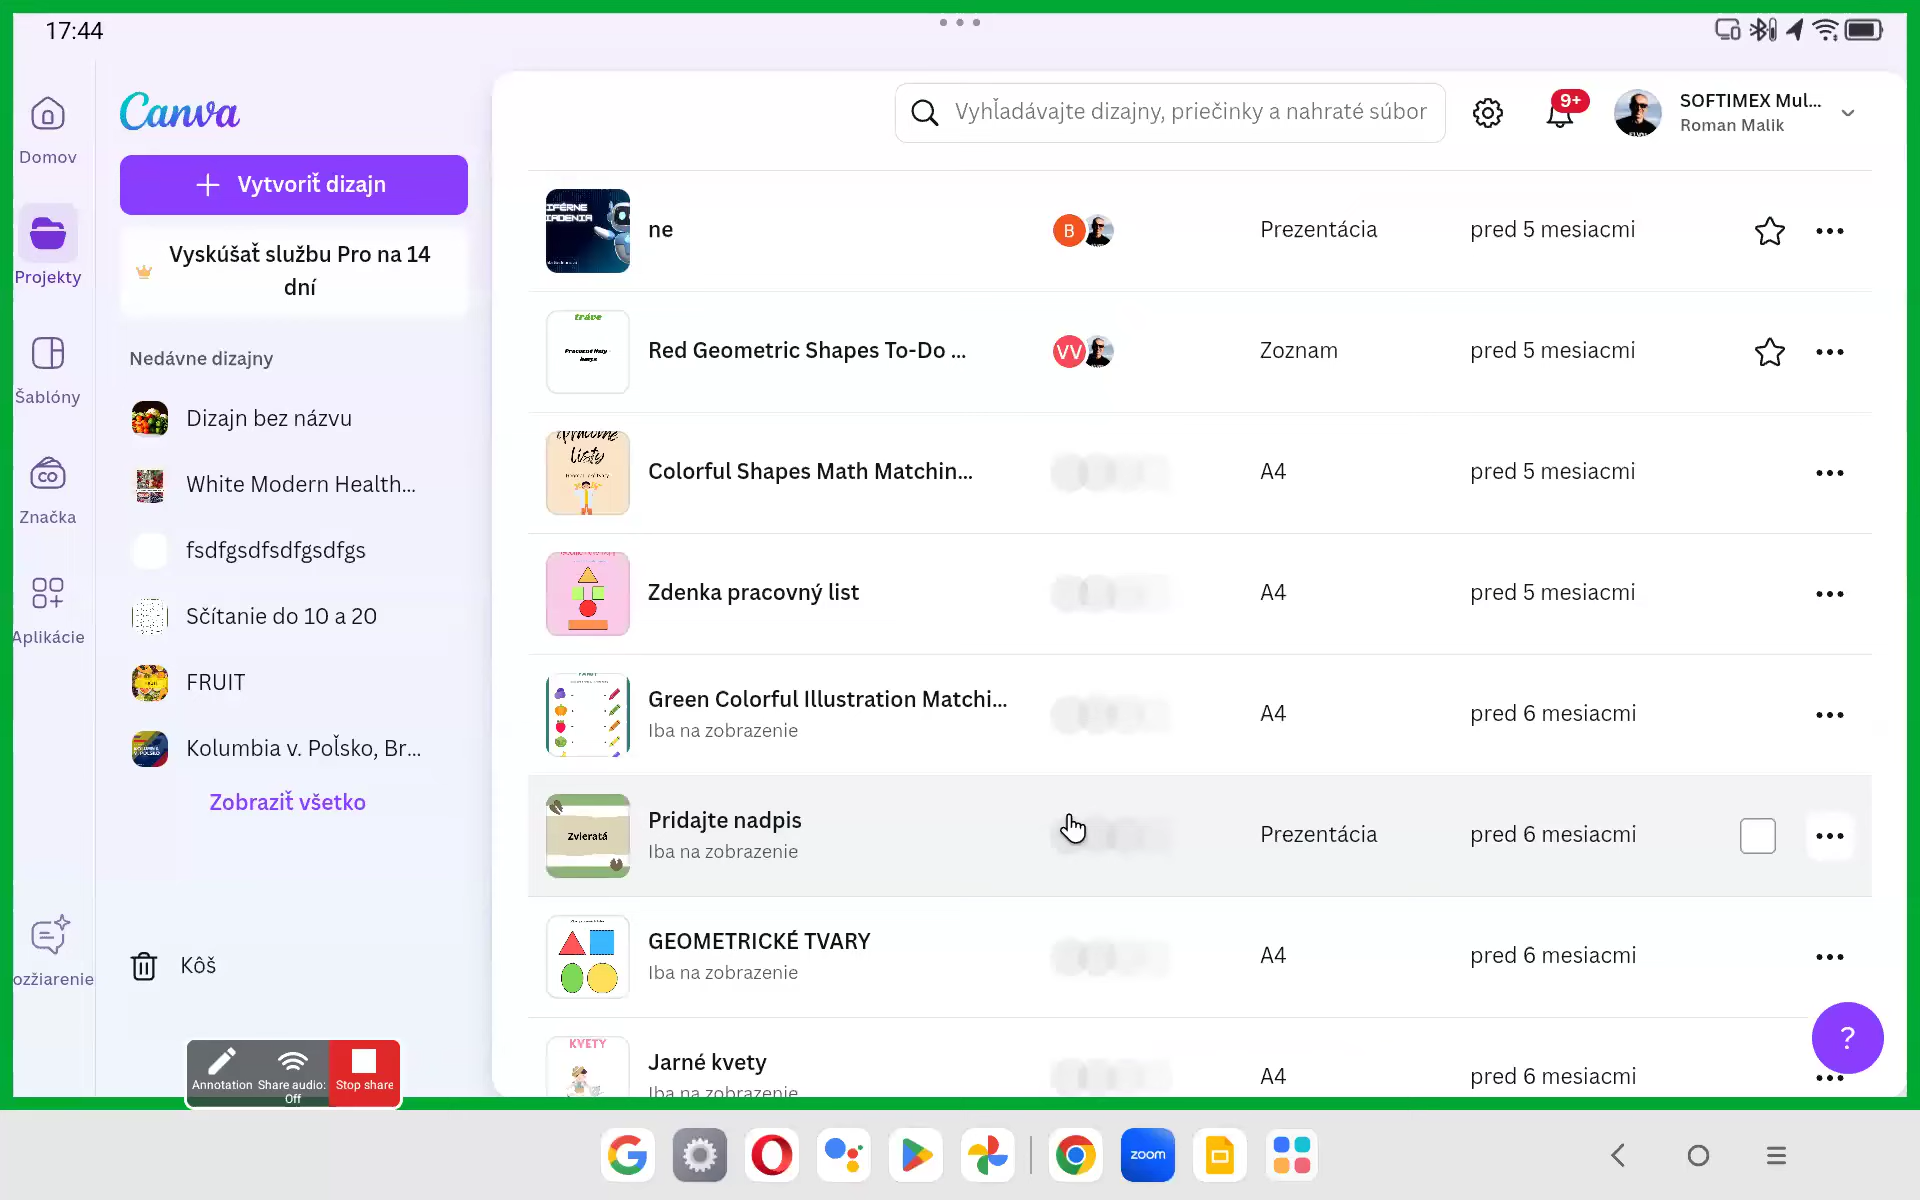 17:44
Domov
Projekty
Šablóny
Značka
Aplikácie
ozžiarenie
Canva
Vytvoriť dizajn
Vyskúšať službu Pro na 14
dní
Nedávne dizajny
Dizajn bez názvu
White Modern Health...
fsdfgsdfsdfgsdfgs
Sčítanie do 10 a 20
FRUIT
Kolumbia v. Poľsko, Br...
Zobraziť všetko
Kôš
Annotation
Share audio:
Off
Stop share
Vyhľadávajte dizajny, priečinky a nahraté súbor
9+
SOFTIMEX Mul...
Roman Malik
ne
B
Prezentácia
pred 5 mesiacmi
tráve
Red Geometric Shapes To-Do ...
VV
Zoznam
pred 5 mesiacmi
listy
Colorful Shapes Math Matchin...
A4
pred 5 mesiacmi
Zdenka pracovný list
A4
pred 5 mesiacmi
Green Colorful Illustration Matchi...
Iba na zobrazenie
A4
pred 6 mesiacmi
Zvieratá
Pridajte nadpis
Iba na zobrazenie
Prezentácia
pred 6 mesiacmi
GEOMETRICKÉ TVARY
Iba na zobrazenie
A4
pred 6 mesiacmi
KVETY
Jarné kvety
Iba na zobrazenie
A4
pred 6 mesiacmi
?
zoom